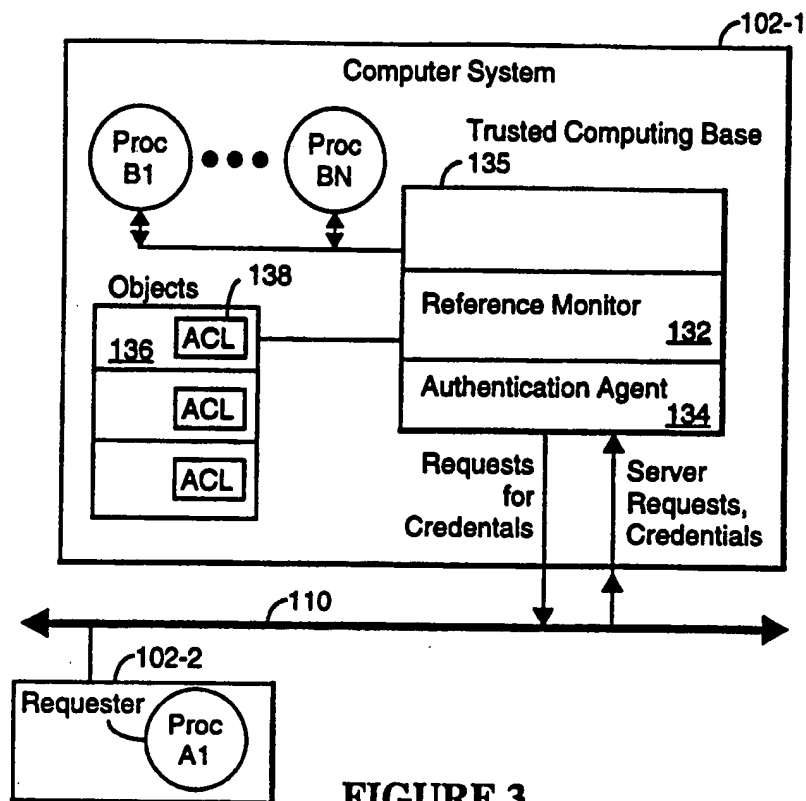 102-1
Computer System
Proc
B1
Proc
BN
Trusted Computing Base
135
Objects
138
136
ACL
ACL
ACL
Reference Monitor
132
Authentication Agent
134
Requests
for
Credentals
Server
Requests,
Credentials
110
102-2
Requester
Proc
A1
FIGURE 3